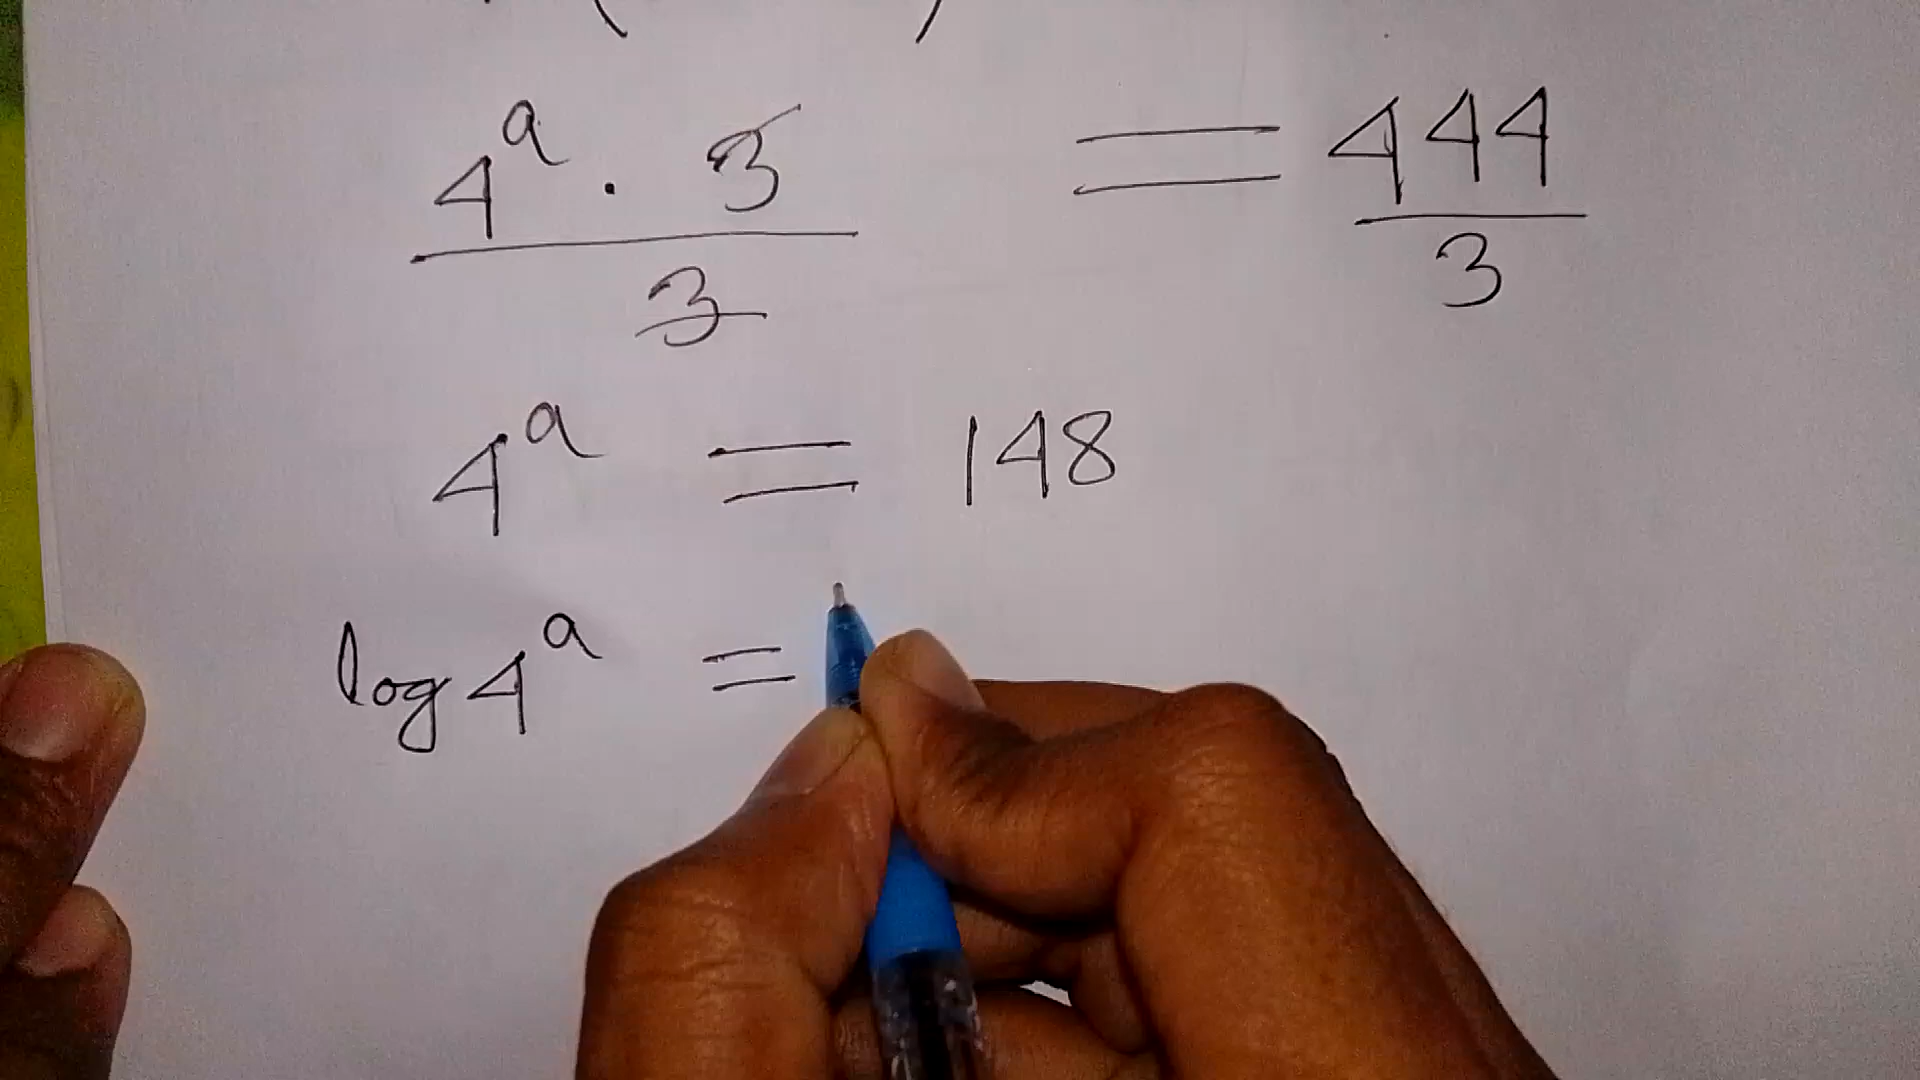 4^a · 3 / 3 = 444 / 3
4^a = 148
log 4^a =